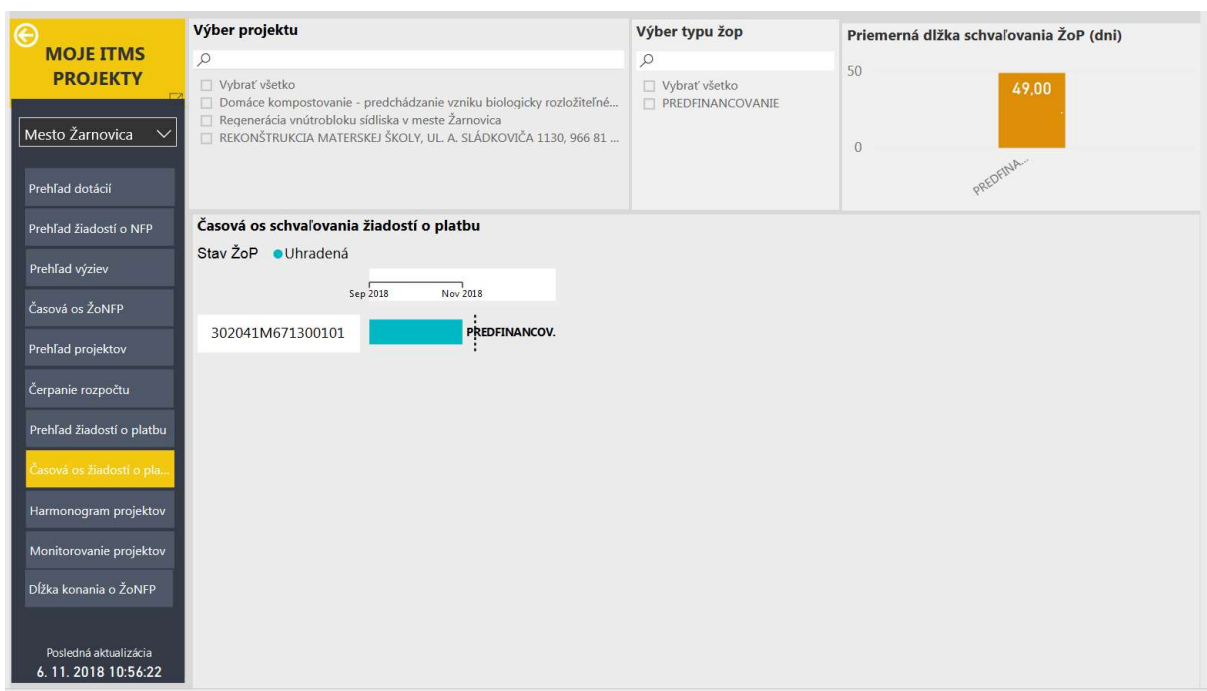 MOJE ITMS
PROJEKTY
Mesto Žarnovica
Prehľad dotácií
Prehľad žiadostí o NFP
Prehľad výziev
Časová os ŽoNFP
Prehľad projektov
Čerpanie rozpočtu
Prehľad žiadostí o platbu
Časová os žiadostí o pla...
Harmonogram projektov
Monitorovanie projektov
Dĺžka konania o ŽoNFP
Posledná aktualizácia
6. 11. 2018 10:56:22
Výber projektu
Vybrať všetko
Domáce kompostovanie - predchádzanie vzniku biologicky rozložiteľné...
Regenerácia vnútrobloku sídliska v meste Žarnovica
REKONŠTRUKCIA MATERSKEJ ŠKOLY, UL. A. SLÁDKOVIČA 1130, 966 81 ...
Výber typu žop
Vybrať všetko
PREDFINANCOVANIE
Priemerná dlžka schvaľovania ŽoP (dni)
50
49,00
0
PREDFINA...
Časová os schvaľovania žiadostí o platbu
Stav ŽoP Uhradená
Sep 2018 Nov 2018
302041M671300101 PREDFINANCOV.